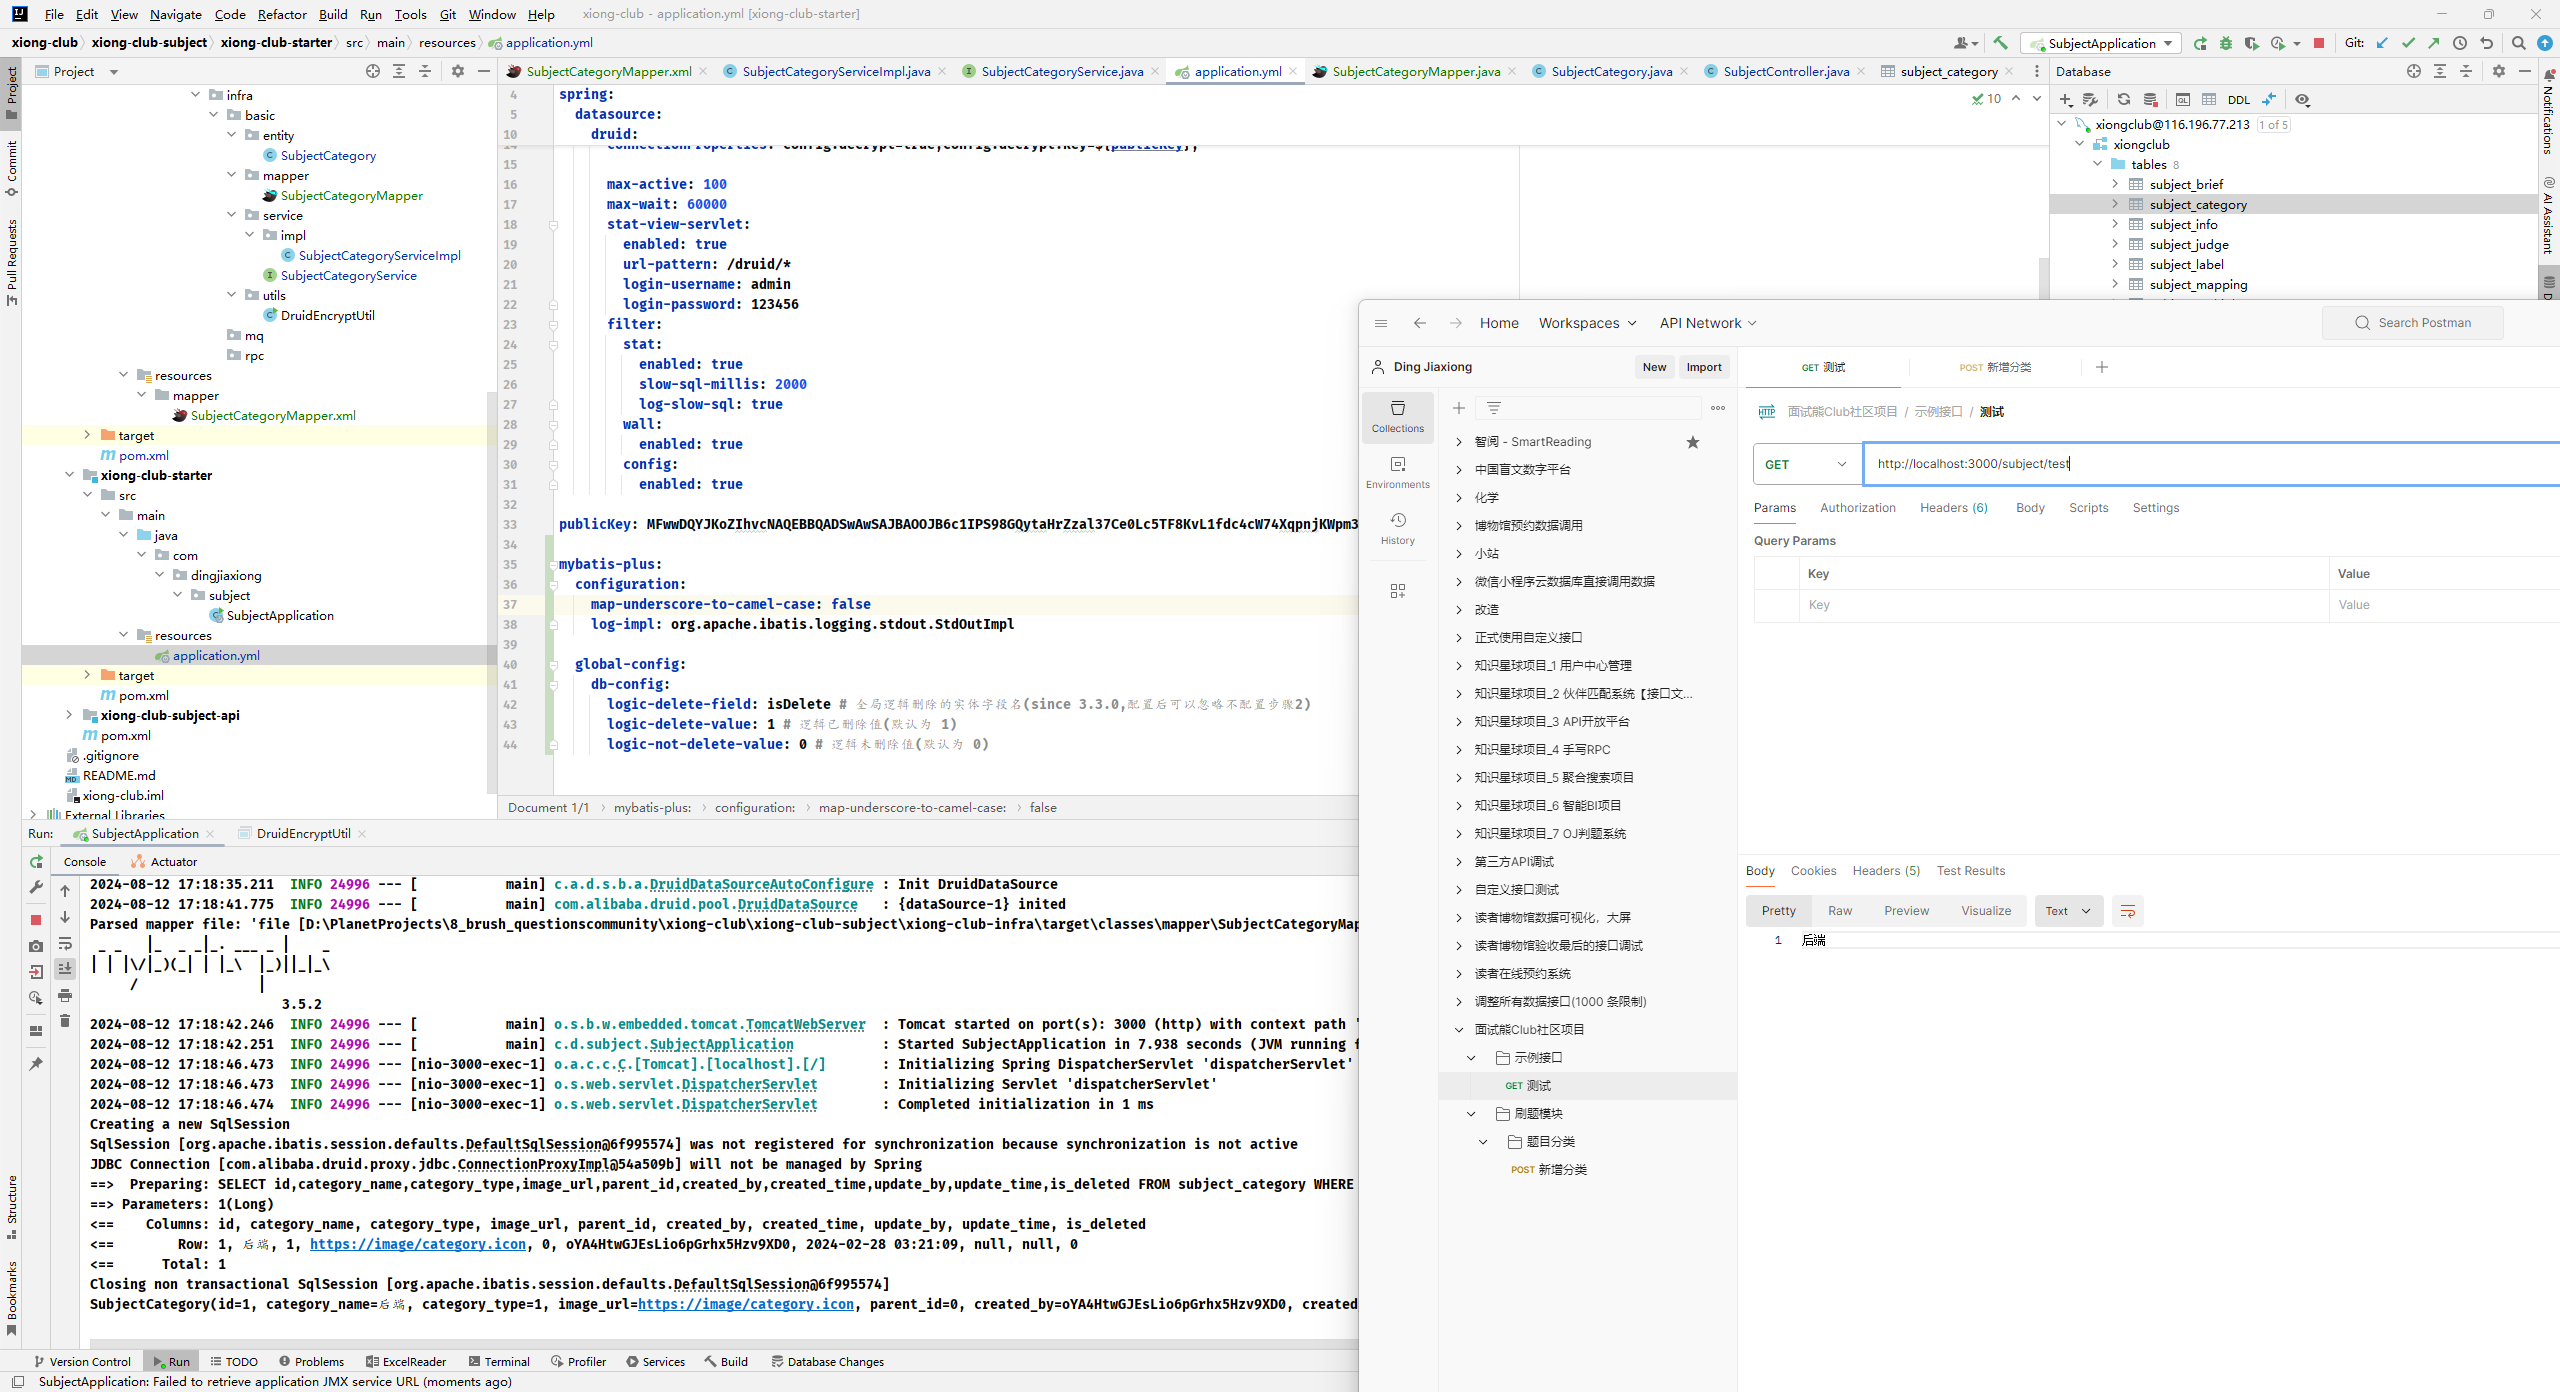 File Edit View Navigate Code Refactor Build Run Tools Git Window Help xiong-club - application.yml [xiong-club-starter]
xiong-club xiong-club-subject xiong-club-starter src main resources application.yml
SubjectApplication Git:
Project
SubjectCategoryMapper.xml SubjectCategoryServiceImpl.java SubjectCategoryService.java application.yml SubjectCategoryMapper.java SubjectCategory.java SubjectController.java subject_category
Database
Project
Commit
Pull Requests
Structure
Bookmarks
Notifications
AI Assistant
infra
basic
entity
SubjectCategory
mapper
SubjectCategoryMapper
service
impl
SubjectCategoryServiceImpl
SubjectCategoryService
utils
DruidEncryptUtil
mq
rpc
resources
mapper
SubjectCategoryMapper.xml
target
pom.xml
xiong-club-starter
src
main
java
com
dingjiaxiong
subject
SubjectApplication
resources
application.yml
target
pom.xml
xiong-club-subject-api
pom.xml
.gitignore
README.md
xiong-club.iml
External Libraries
4 spring:
5 datasource:
10 druid:
14 connectionProperties: config.decrypt=true;config.decrypt.key=${publicKey};
15
16 max-active: 100
17 max-wait: 60000
18 stat-view-servlet:
19 enabled: true
20 url-pattern: /druid/*
21 login-username: admin
22 login-password: 123456
23 filter:
24 stat:
25 enabled: true
26 slow-sql-millis: 2000
27 log-slow-sql: true
28 wall:
29 enabled: true
30 config:
31 enabled: true
32
33 publicKey: MFwwDQYJKoZIhvcNAQEBBQADSwAwSAJBAOOJB6c1IPS98GQytaHrZzal37Ce0Lc5TF8KvL1fdc4cW74XqpnjKWpm3
34
35 mybatis-plus:
36 configuration:
37 map-underscore-to-camel-case: false
38 log-impl: org.apache.ibatis.logging.stdout.StdOutImpl
39
40 global-config:
41 db-config:
42 logic-delete-field: isDelete # 全局逻辑删除的实体字段名(since 3.3.0,配置后可以忽略不配置步骤2)
43 logic-delete-value: 1 # 逻辑已删除值(默认为 1)
44 logic-not-delete-value: 0 # 逻辑未删除值(默认为 0)
10
Document 1/1 mybatis-plus: configuration: map-underscore-to-camel-case: false
DDL
xiongclub@116.196.77.213 1 of 5
xiongclub
tables 8
subject_brief
subject_category
subject_info
subject_judge
subject_label
subject_mapping
Home Workspaces API Network Search Postman
Ding Jiaxiong New Import
Collections
Environments
History
智阅 - SmartReading
中国盲文数字平台
化学
博物馆预约数据调用
小站
微信小程序云数据库直接调用数据
改造
正式使用自定义接口
知识星球项目_1 用户中心管理
知识星球项目_2 伙伴匹配系统【接口文...
知识星球项目_3 API开放平台
知识星球项目_4 手写RPC
知识星球项目_5 聚合搜索项目
知识星球项目_6 智能BI项目
知识星球项目_7 OJ判题系统
第三方API调试
自定义接口测试
读者博物馆数据可视化，大屏
读者博物馆验收最后的接口调试
读者在线预约系统
调整所有数据接口(1000 条限制)
面试熊Club社区项目
示例接口
GET 测试
刷题模块
题目分类
POST 新增分类
GET 测试 POST 新增分类
HTTP 面试熊Club社区项目 / 示例接口 / 测试
GET http://localhost:3000/subject/test
Params Authorization Headers (6) Body Scripts Settings
Query Params
Key Value
Key Value
Body Cookies Headers (5) Test Results
Pretty Raw Preview Visualize Text
1 后端
Run: SubjectApplication DruidEncryptUtil
Console Actuator
2024-08-12 17:18:35.211 INFO 24996 --- [ main] c.a.d.s.b.a.DruidDataSourceAutoConfigure : Init DruidDataSource
2024-08-12 17:18:41.775 INFO 24996 --- [ main] com.alibaba.druid.pool.DruidDataSource : {dataSource-1} inited
Parsed mapper file: 'file [D:\PlanetProjects\8_brush_questionscommunity\xiong-club\xiong-club-subject\xiong-club-infra\target\classes\mapper\SubjectCategoryMap
3.5.2
2024-08-12 17:18:42.246 INFO 24996 --- [ main] o.s.b.w.embedded.tomcat.TomcatWebServer : Tomcat started on port(s): 3000 (http) with context path '
2024-08-12 17:18:42.251 INFO 24996 --- [ main] c.d.subject.SubjectApplication : Started SubjectApplication in 7.938 seconds (JVM running f
2024-08-12 17:18:46.473 INFO 24996 --- [nio-3000-exec-1] o.a.c.c.C.[Tomcat].[localhost].[/] : Initializing Spring DispatcherServlet 'dispatcherServlet'
2024-08-12 17:18:46.473 INFO 24996 --- [nio-3000-exec-1] o.s.web.servlet.DispatcherServlet : Initializing Servlet 'dispatcherServlet'
2024-08-12 17:18:46.474 INFO 24996 --- [nio-3000-exec-1] o.s.web.servlet.DispatcherServlet : Completed initialization in 1 ms
Creating a new SqlSession
SqlSession [org.apache.ibatis.session.defaults.DefaultSqlSession@6f995574] was not registered for synchronization because synchronization is not active
JDBC Connection [com.alibaba.druid.proxy.jdbc.ConnectionProxyImpl@54a509b] will not be managed by Spring
==> Preparing: SELECT id,category_name,category_type,image_url,parent_id,created_by,created_time,update_by,update_time,is_deleted FROM subject_category WHERE
==> Parameters: 1(Long)
<== Columns: id, category_name, category_type, image_url, parent_id, created_by, created_time, update_by, update_time, is_deleted
<== Row: 1, 后端, 1, https://image/category.icon, 0, oYA4HtwGJEsLio6pGrhx5Hzv9XD0, 2024-02-28 03:21:09, null, null, 0
<== Total: 1
Closing non transactional SqlSession [org.apache.ibatis.session.defaults.DefaultSqlSession@6f995574]
SubjectCategory(id=1, category_name=后端, category_type=1, image_url=https://image/category.icon, parent_id=0, created_by=oYA4HtwGJEsLio6pGrhx5Hzv9XD0, created
Version Control Run TODO Problems ExcelReader Terminal Profiler Services Build Database Changes
SubjectApplication: Failed to retrieve application JMX service URL (moments ago)